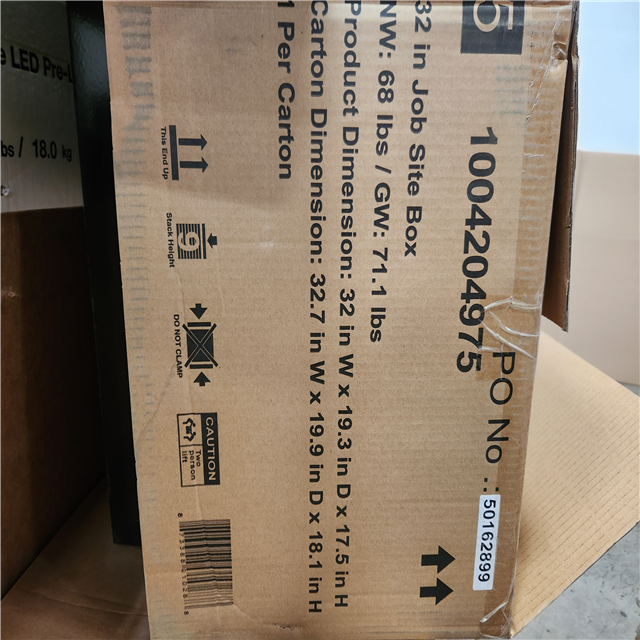 5
1004204975
PO No.:
50162899
32 in Job Site Box
NW: 68 lbs / GW: 71.1 lbs
Product Dimension: 32 in W x 19.3 in D x 17.5 in H
Carton Dimension: 32.7 in W x 19.9 in D x 18.1 in H
1 Per Carton
This End Up
6
Stack Height
DO NOT CLAMP
CAUTION
Two
person
lift
LED Pre-L
bs / 18.0 kg